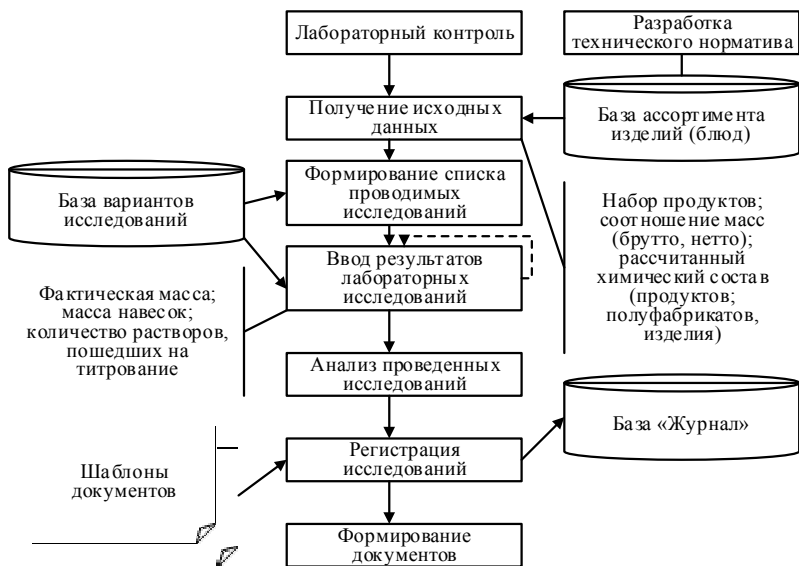 Лабораторный контроль
Разработка
технического норматива
Получение исходных
данных
База ассортимента
изделий (блюд)
База вариантов
исследований
Формирование списка
проводимых
исследований
Набор продуктов;
соотношение масс
(брутто, нетто);
рассчитанный
химический состав
(продуктов;
полуфабрикатов,
изделия)
Ввод результатов
лабораторных
исследований
Фактическая масса;
масса навесок;
количество растворов,
пошедших на
титрование
Анализ проведенных
исследований
База «Журнал»
Регистрация
исследований
Шаблоны
документов
Формирование
документов